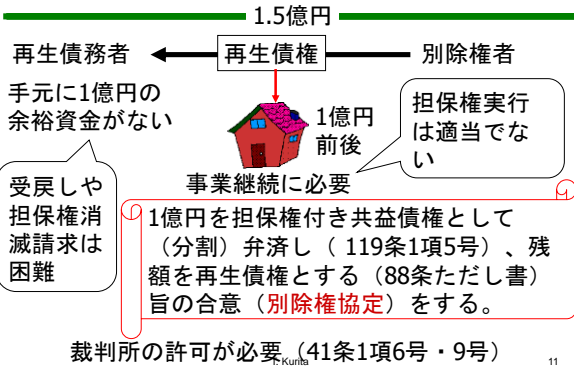 1.5億円
再生債務者
再生債権
別除権者
手元に1億円の
余裕資金がない
1億円
前後
担保権実行
は適当でな
い
事業継続に必要
受戻しや
担保権消
滅請求は
困難
1億円を担保権付き共益債権として
（分割）弁済し（ 119条1項5号）、残
額を再生債権とする（88条ただし書）
旨の合意（別除権協定）をする。
裁判所の許可が必要（41条1項6号・9号）
T. Kurita
11